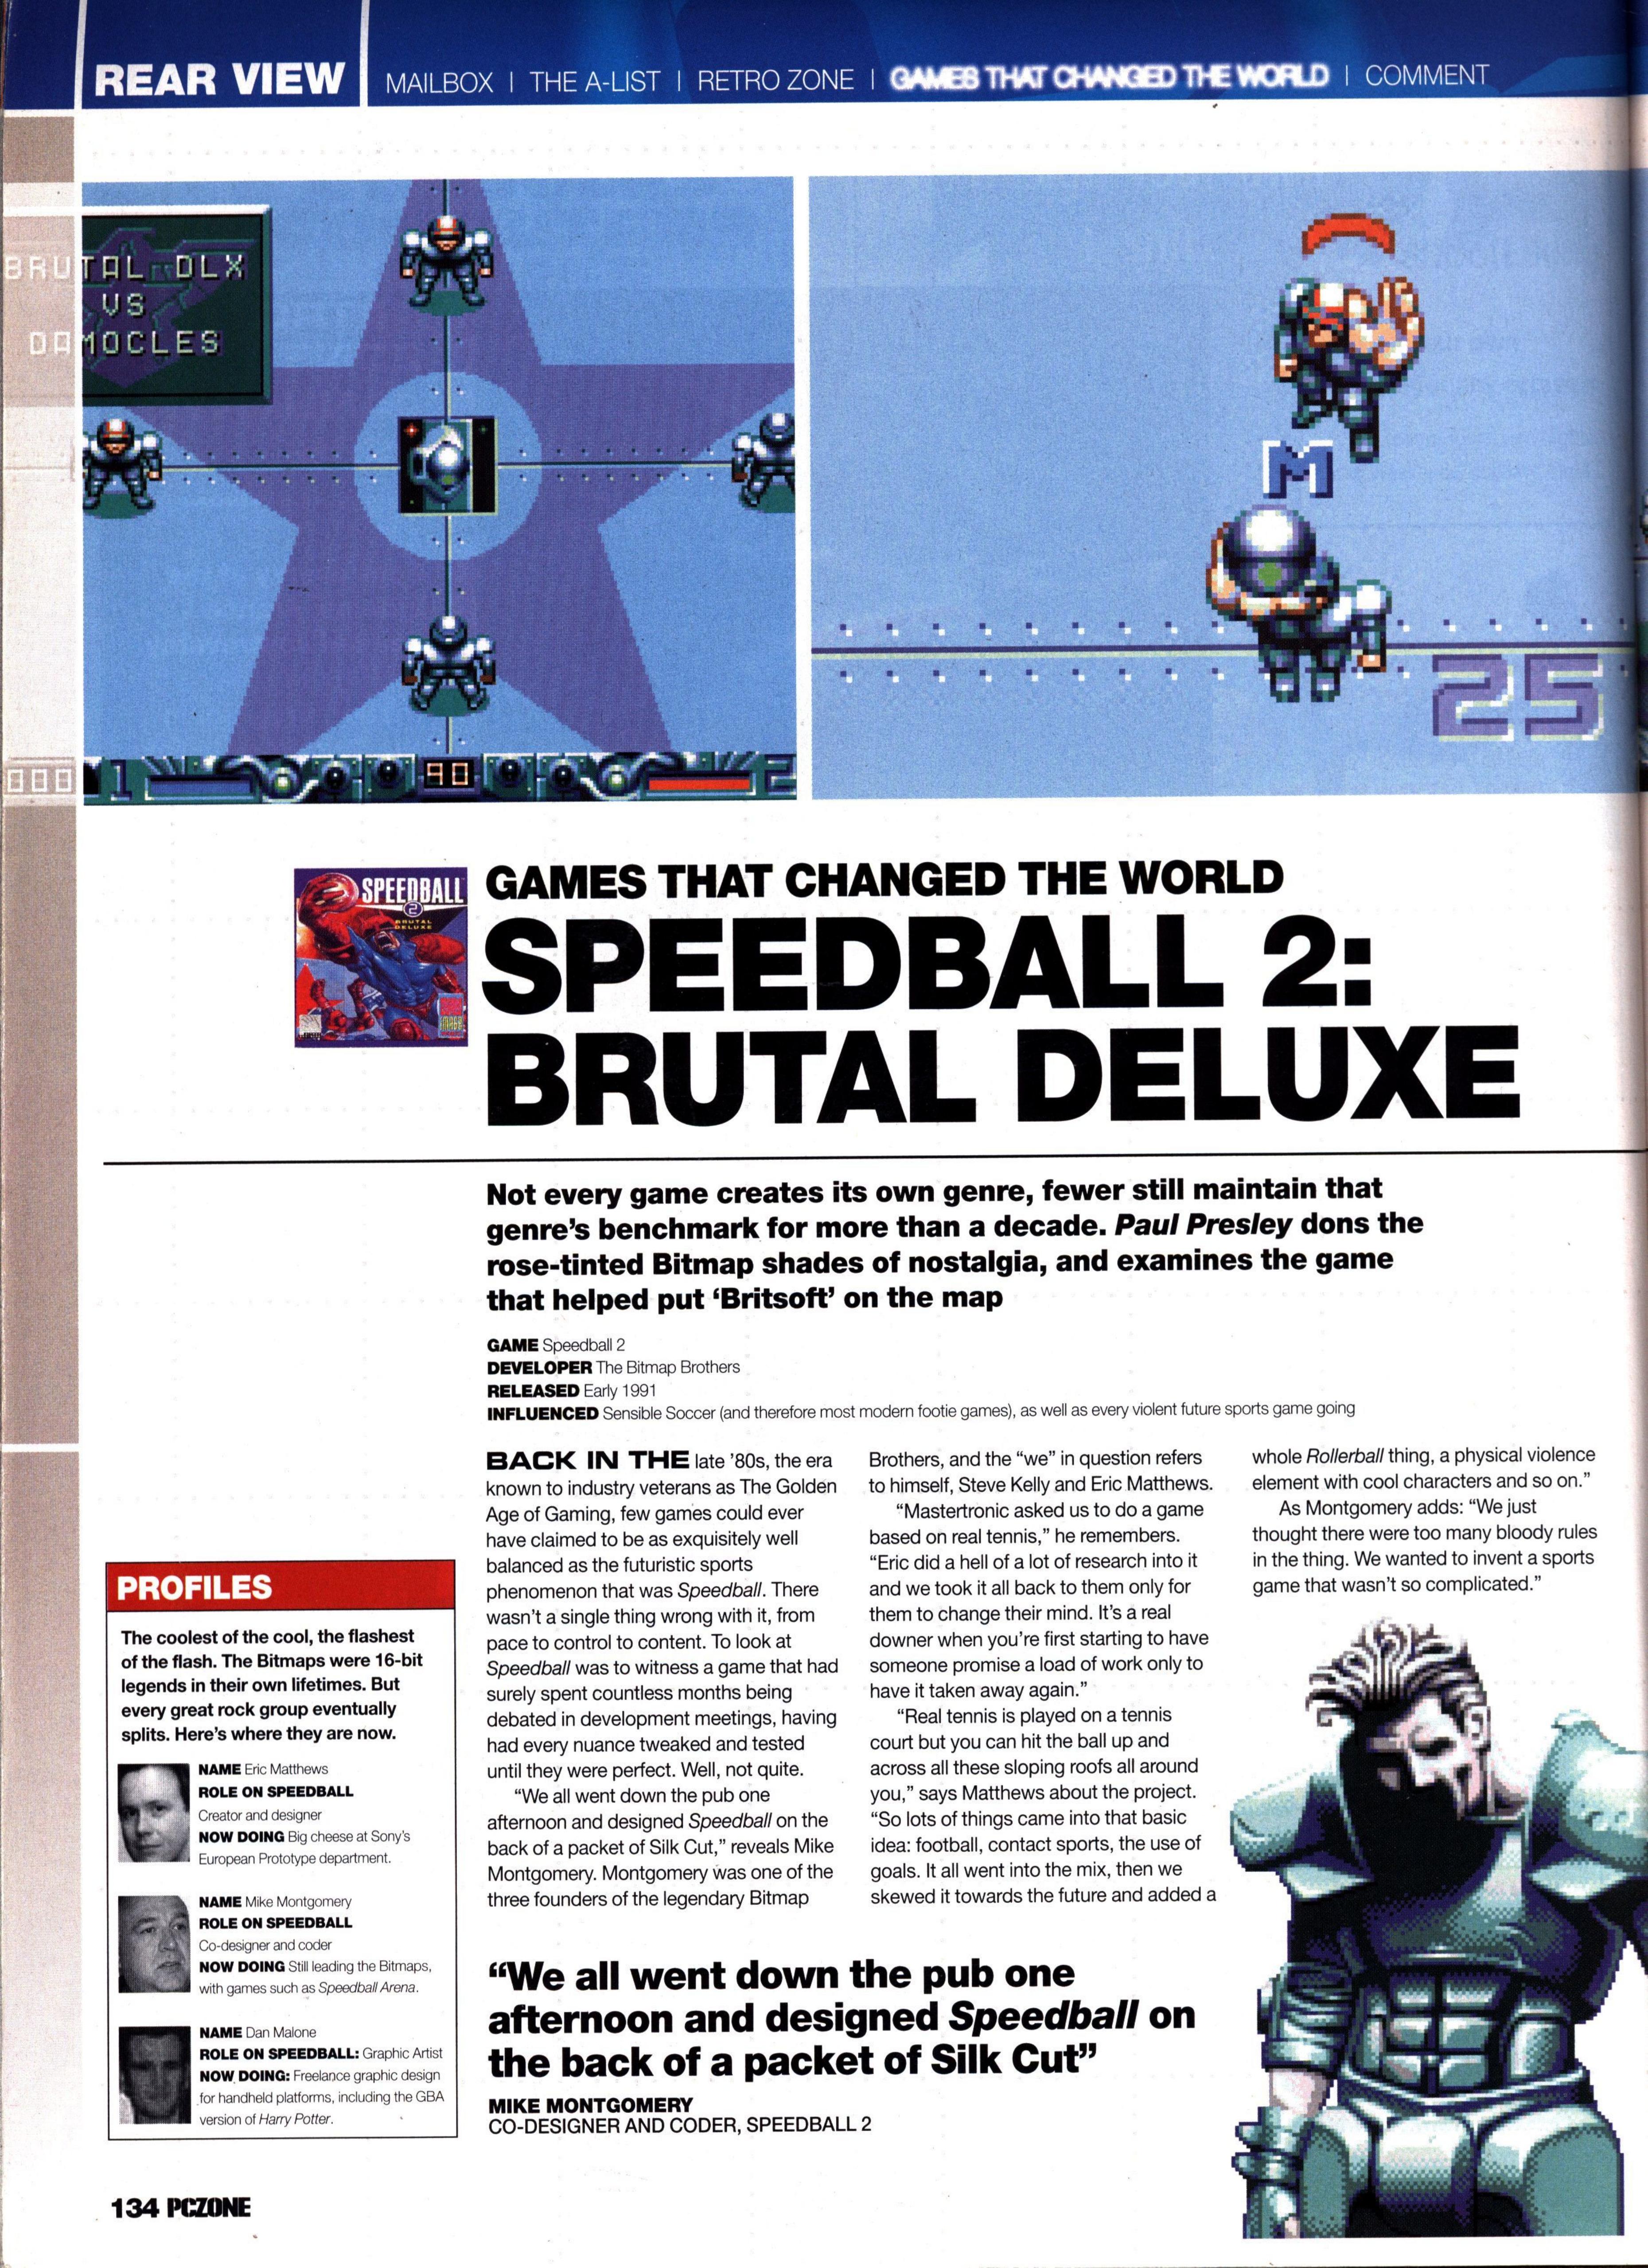 REAR VIEW
MAILBOX | THE A-LIST | RETRO ZONE | GAMES THAT CHANGED THE WORLD | COMMENT
BRUTAL DLX
VS
DAMOCLES
000
1
90
2
M
25
SPEEDBALL
2
BRUTAL
DELUXE
GAMES THAT CHANGED THE WORLD
SPEEDBALL 2:
BRUTAL DELUXE
Not every game creates its own genre, fewer still maintain that
genre's benchmark for more than a decade. Paul Presley dons the
rose-tinted Bitmap shades of nostalgia, and examines the game
that helped put ‘Britsoft’ on the map
GAME Speedball 2
DEVELOPER The Bitmap Brothers
RELEASED Early 1991
INFLUENCED Sensible Soccer (and therefore most modern footie games), as well as every violent future sports game going
BACK IN THE late ’80s, the era
known to industry veterans as The Golden
Age of Gaming, few games could ever
have claimed to be as exquisitely well
balanced as the futuristic sports
phenomenon that was Speedball. There
wasn't a single thing wrong with it, from
pace to control to content. To look at
Speedball was to witness a game that had
surely spent countless months being
debated in development meetings, having
had every nuance tweaked and tested
until they were perfect. Well, not quite.
“We all went down the pub one
afternoon and designed Speedball on the
back of a packet of Silk Cut,” reveals Mike
Montgomery. Montgomery was one of the
three founders of the legendary Bitmap
Brothers, and the “we” in question refers
to himself, Steve Kelly and Eric Matthews.
“Mastertronic asked us to do a game
based on real tennis,” he remembers.
“Eric did a hell of a lot of research into it
and we took it all back to them only for
them to change their mind. It's a real
downer when you're first starting to have
someone promise a load of work only to
have it taken away again.”
“Real tennis is played on a tennis
court but you can hit the ball up and
across all these sloping roofs all around
you,” says Matthews about the project.
“So lots of things came into that basic
idea: football, contact sports, the use of
goals. It all went into the mix, then we
skewed it towards the future and added a
whole Rollerball thing, a physical violence
element with cool characters and so on.”
As Montgomery adds: “We just
thought there were too many bloody rules
in the thing. We wanted to invent a sports
game that wasn't so complicated.”
PROFILES
The coolest of the cool, the flashest
of the flash. The Bitmaps were 16-bit
legends in their own lifetimes. But
every great rock group eventually
splits. Here's where they are now.
NAME Eric Matthews
ROLE ON SPEEDBALL
Creator and designer
NOW DOING Big cheese at Sony's
European Prototype department.
NAME Mike Montgomery
ROLE ON SPEEDBALL
Co-designer and coder
NOW DOING Still leading the Bitmaps,
with games such as Speedball Arena.
NAME Dan Malone
ROLE ON SPEEDBALL: Graphic Artist
NOW DOING: Freelance graphic design
for handheld platforms, including the GBA
version of Harry Potter.
“We all went down the pub one
afternoon and designed Speedball on
the back of a packet of Silk Cut”
MIKE MONTGOMERY
CO-DESIGNER AND CODER, SPEEDBALL 2
134 PCZONE